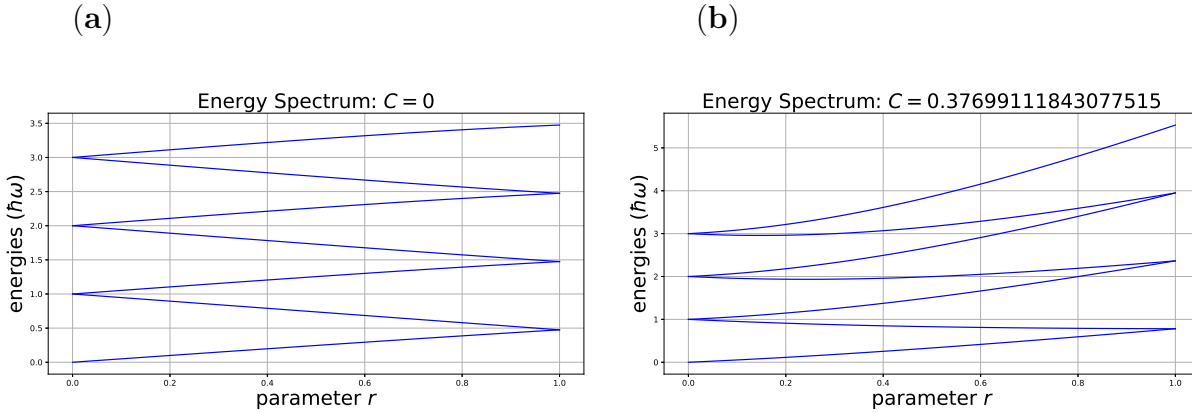 (a)
Energy Spectrum: C = 0
energies (ħω)
3.5
3.0
2.5
2.0
1.5
1.0
0.5
0.0
0.0 0.2 0.4 0.6 0.8 1.0
parameter r
(b)
Energy Spectrum: C = 0.37699111843077515
energies (ħω)
5
4
3
2
1
0
0.0 0.2 0.4 0.6 0.8 1.0
parameter r